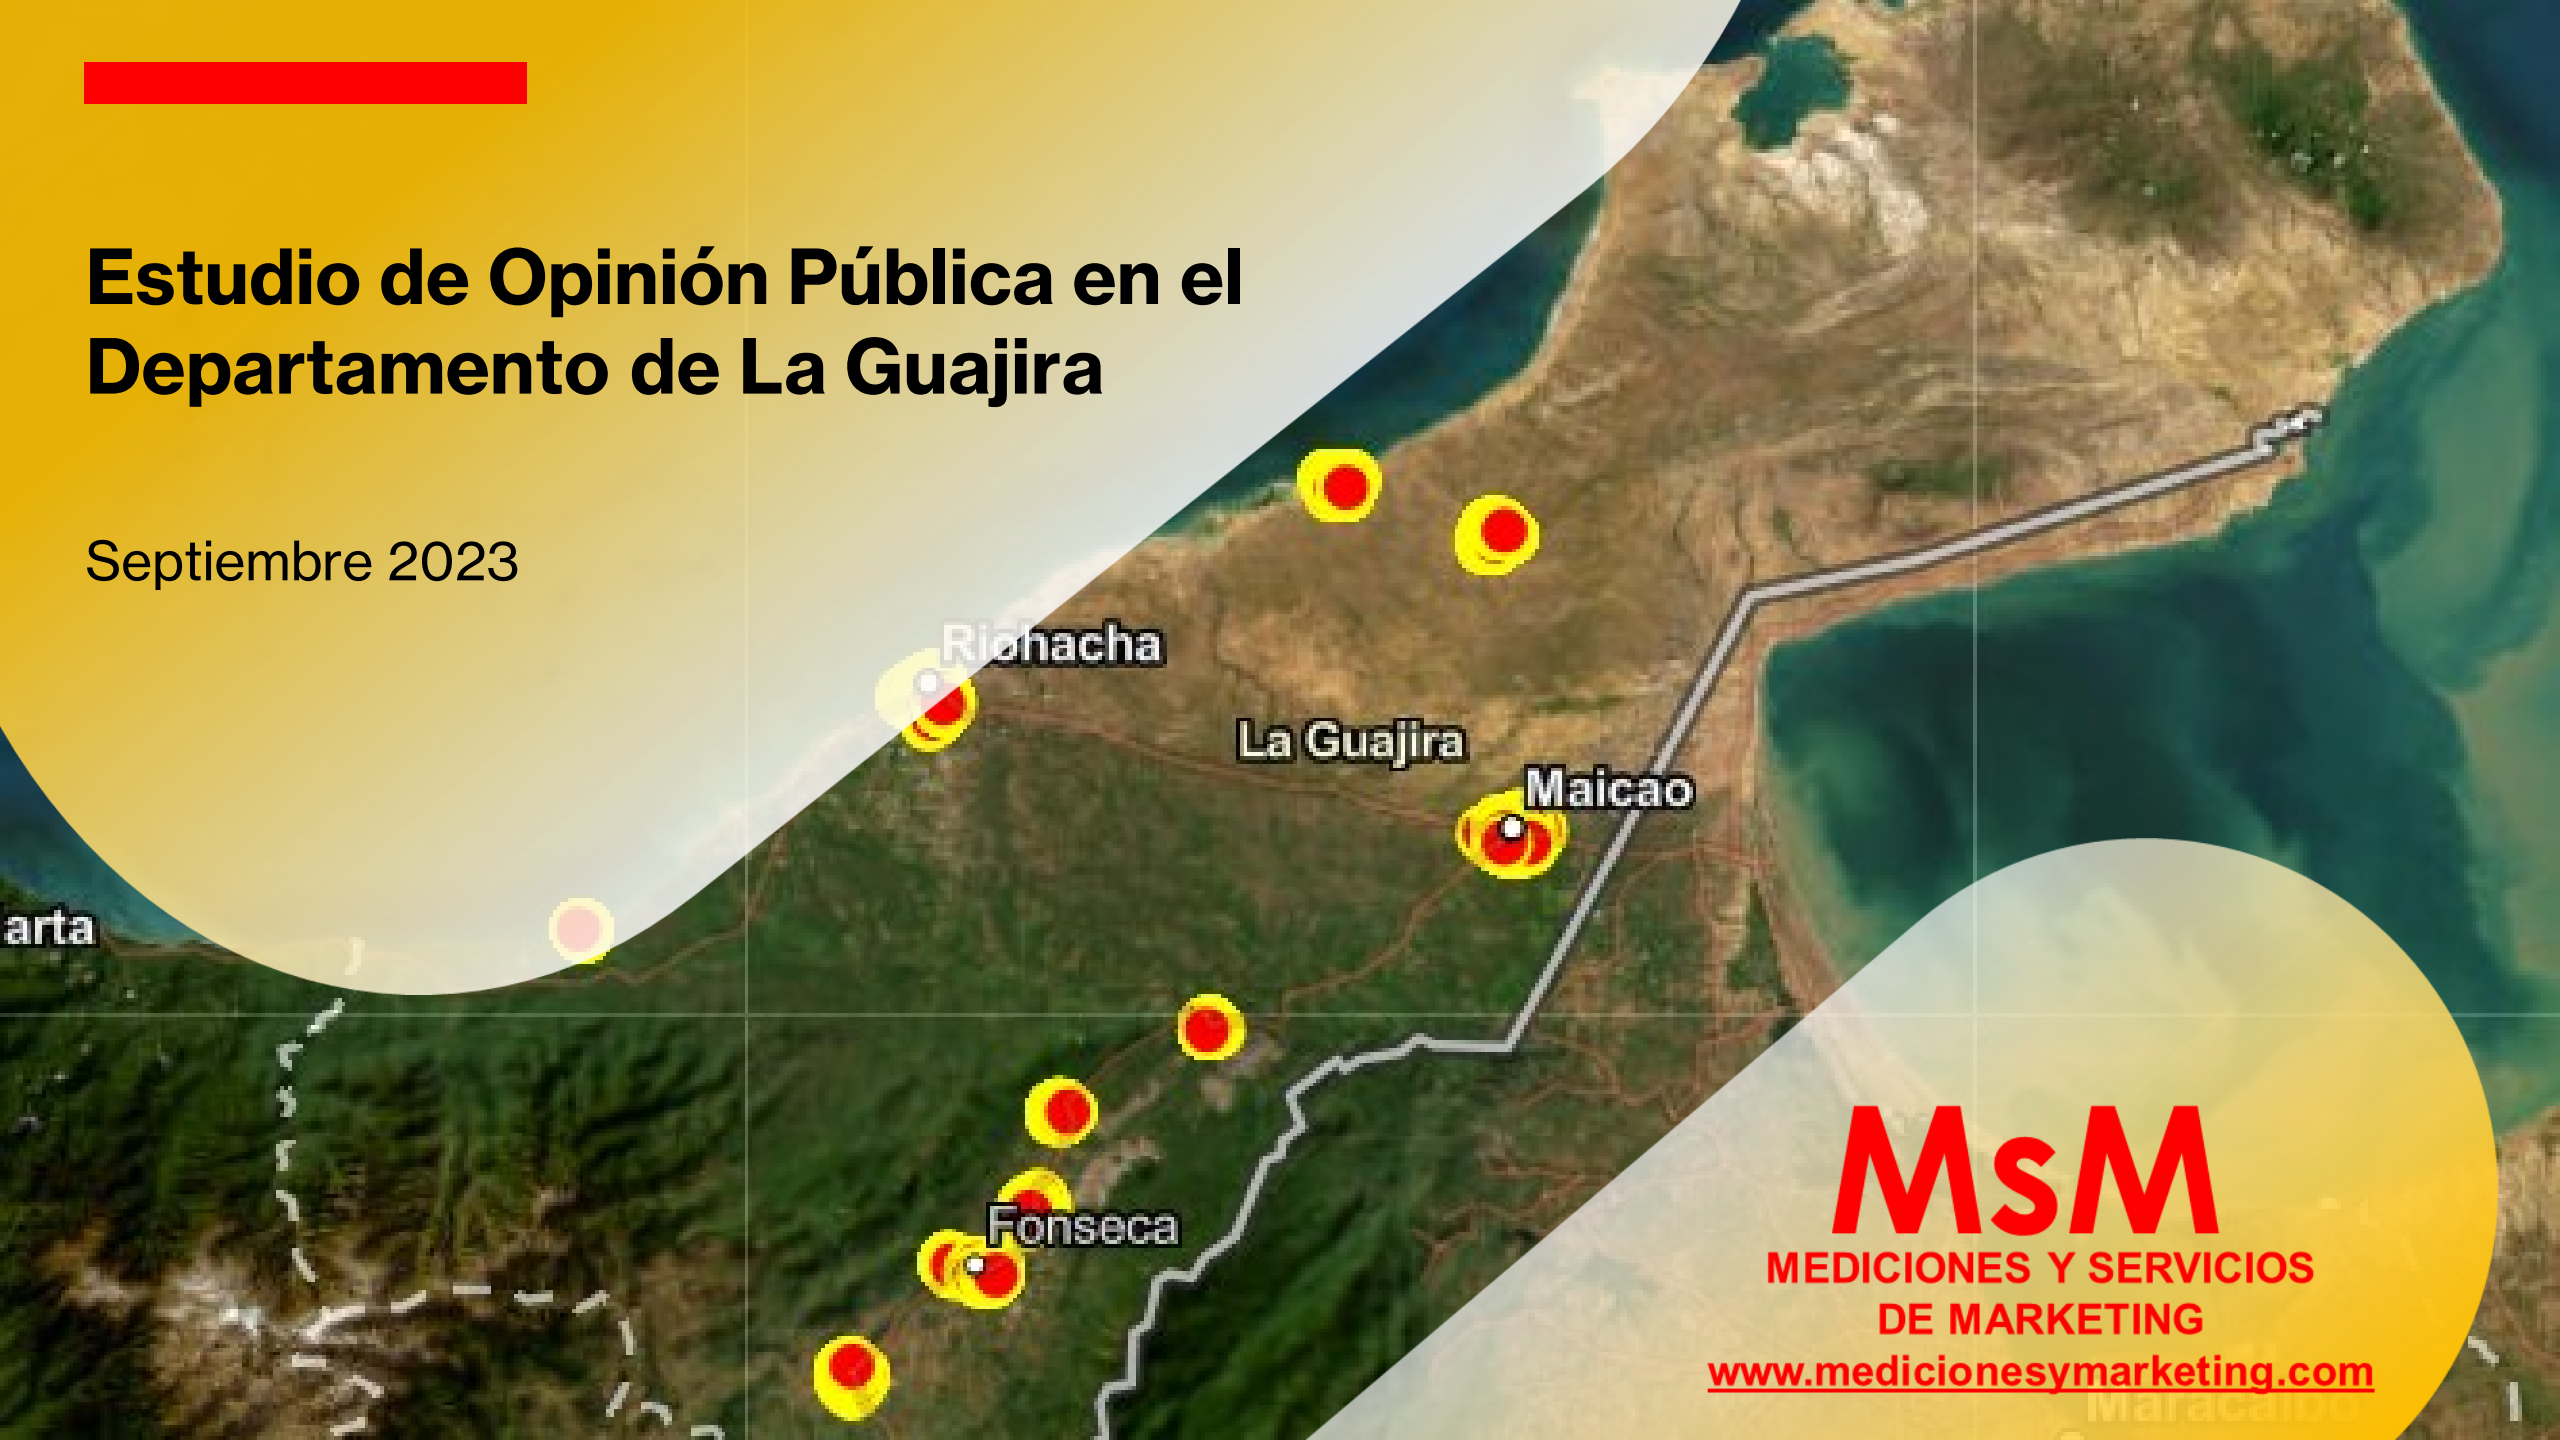 Estudio de Opinión Pública en el
Departamento de La Guajira
Septiembre 2023
Riohacha
La Guajira
Maicao
arta
Fonseca
MsM
MEDICIONES Y SERVICIOS
DE MARKETING
www.medicionesymarketing.com
Maracaibo